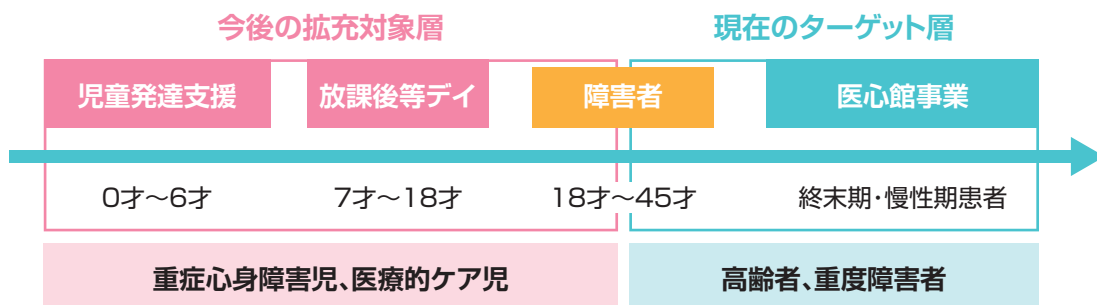 今後の拡充対象層
現在のターゲット層
児童発達支援
放課後等デイ
障害者
医心館事業
0才～6才
7才～18才
18才～45才
終末期・慢性期患者
重症心身障害児、医療的ケア児
高齢者、重度障害者